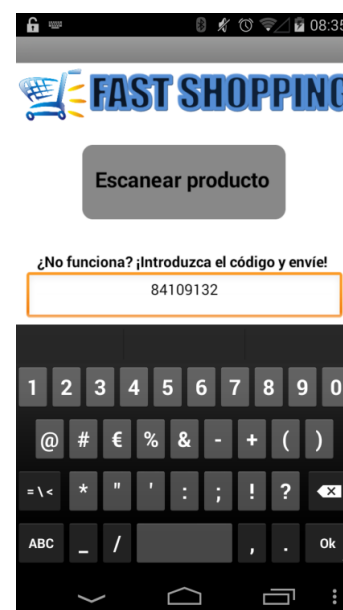 08:35
FAST SHOPPING
Escanear producto
¿No funciona? ¡Introduzca el código y envíe!
84109132
1 2 3 4 5 6 7 8 9 0
@ # € % & - + ( )
= \ < * " ' : ; ! ?
ABC _ / , . Ok